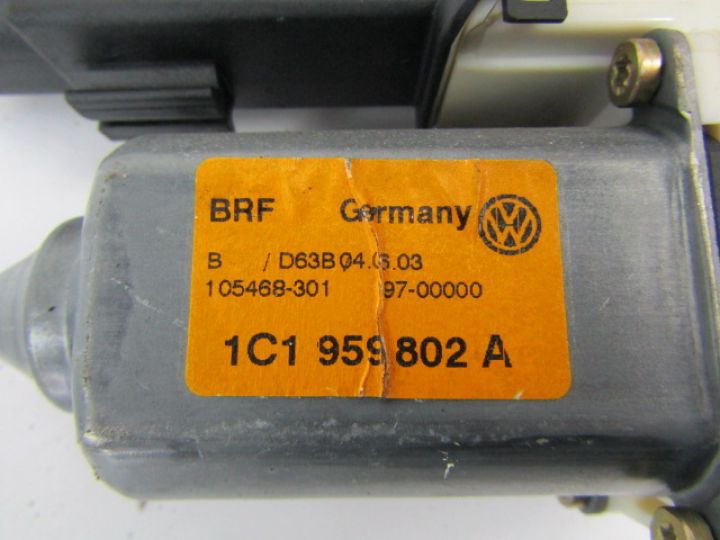 BRF Germany
B / D63B 04.6.03
105468-301 97-00000
1C1 959 802 A